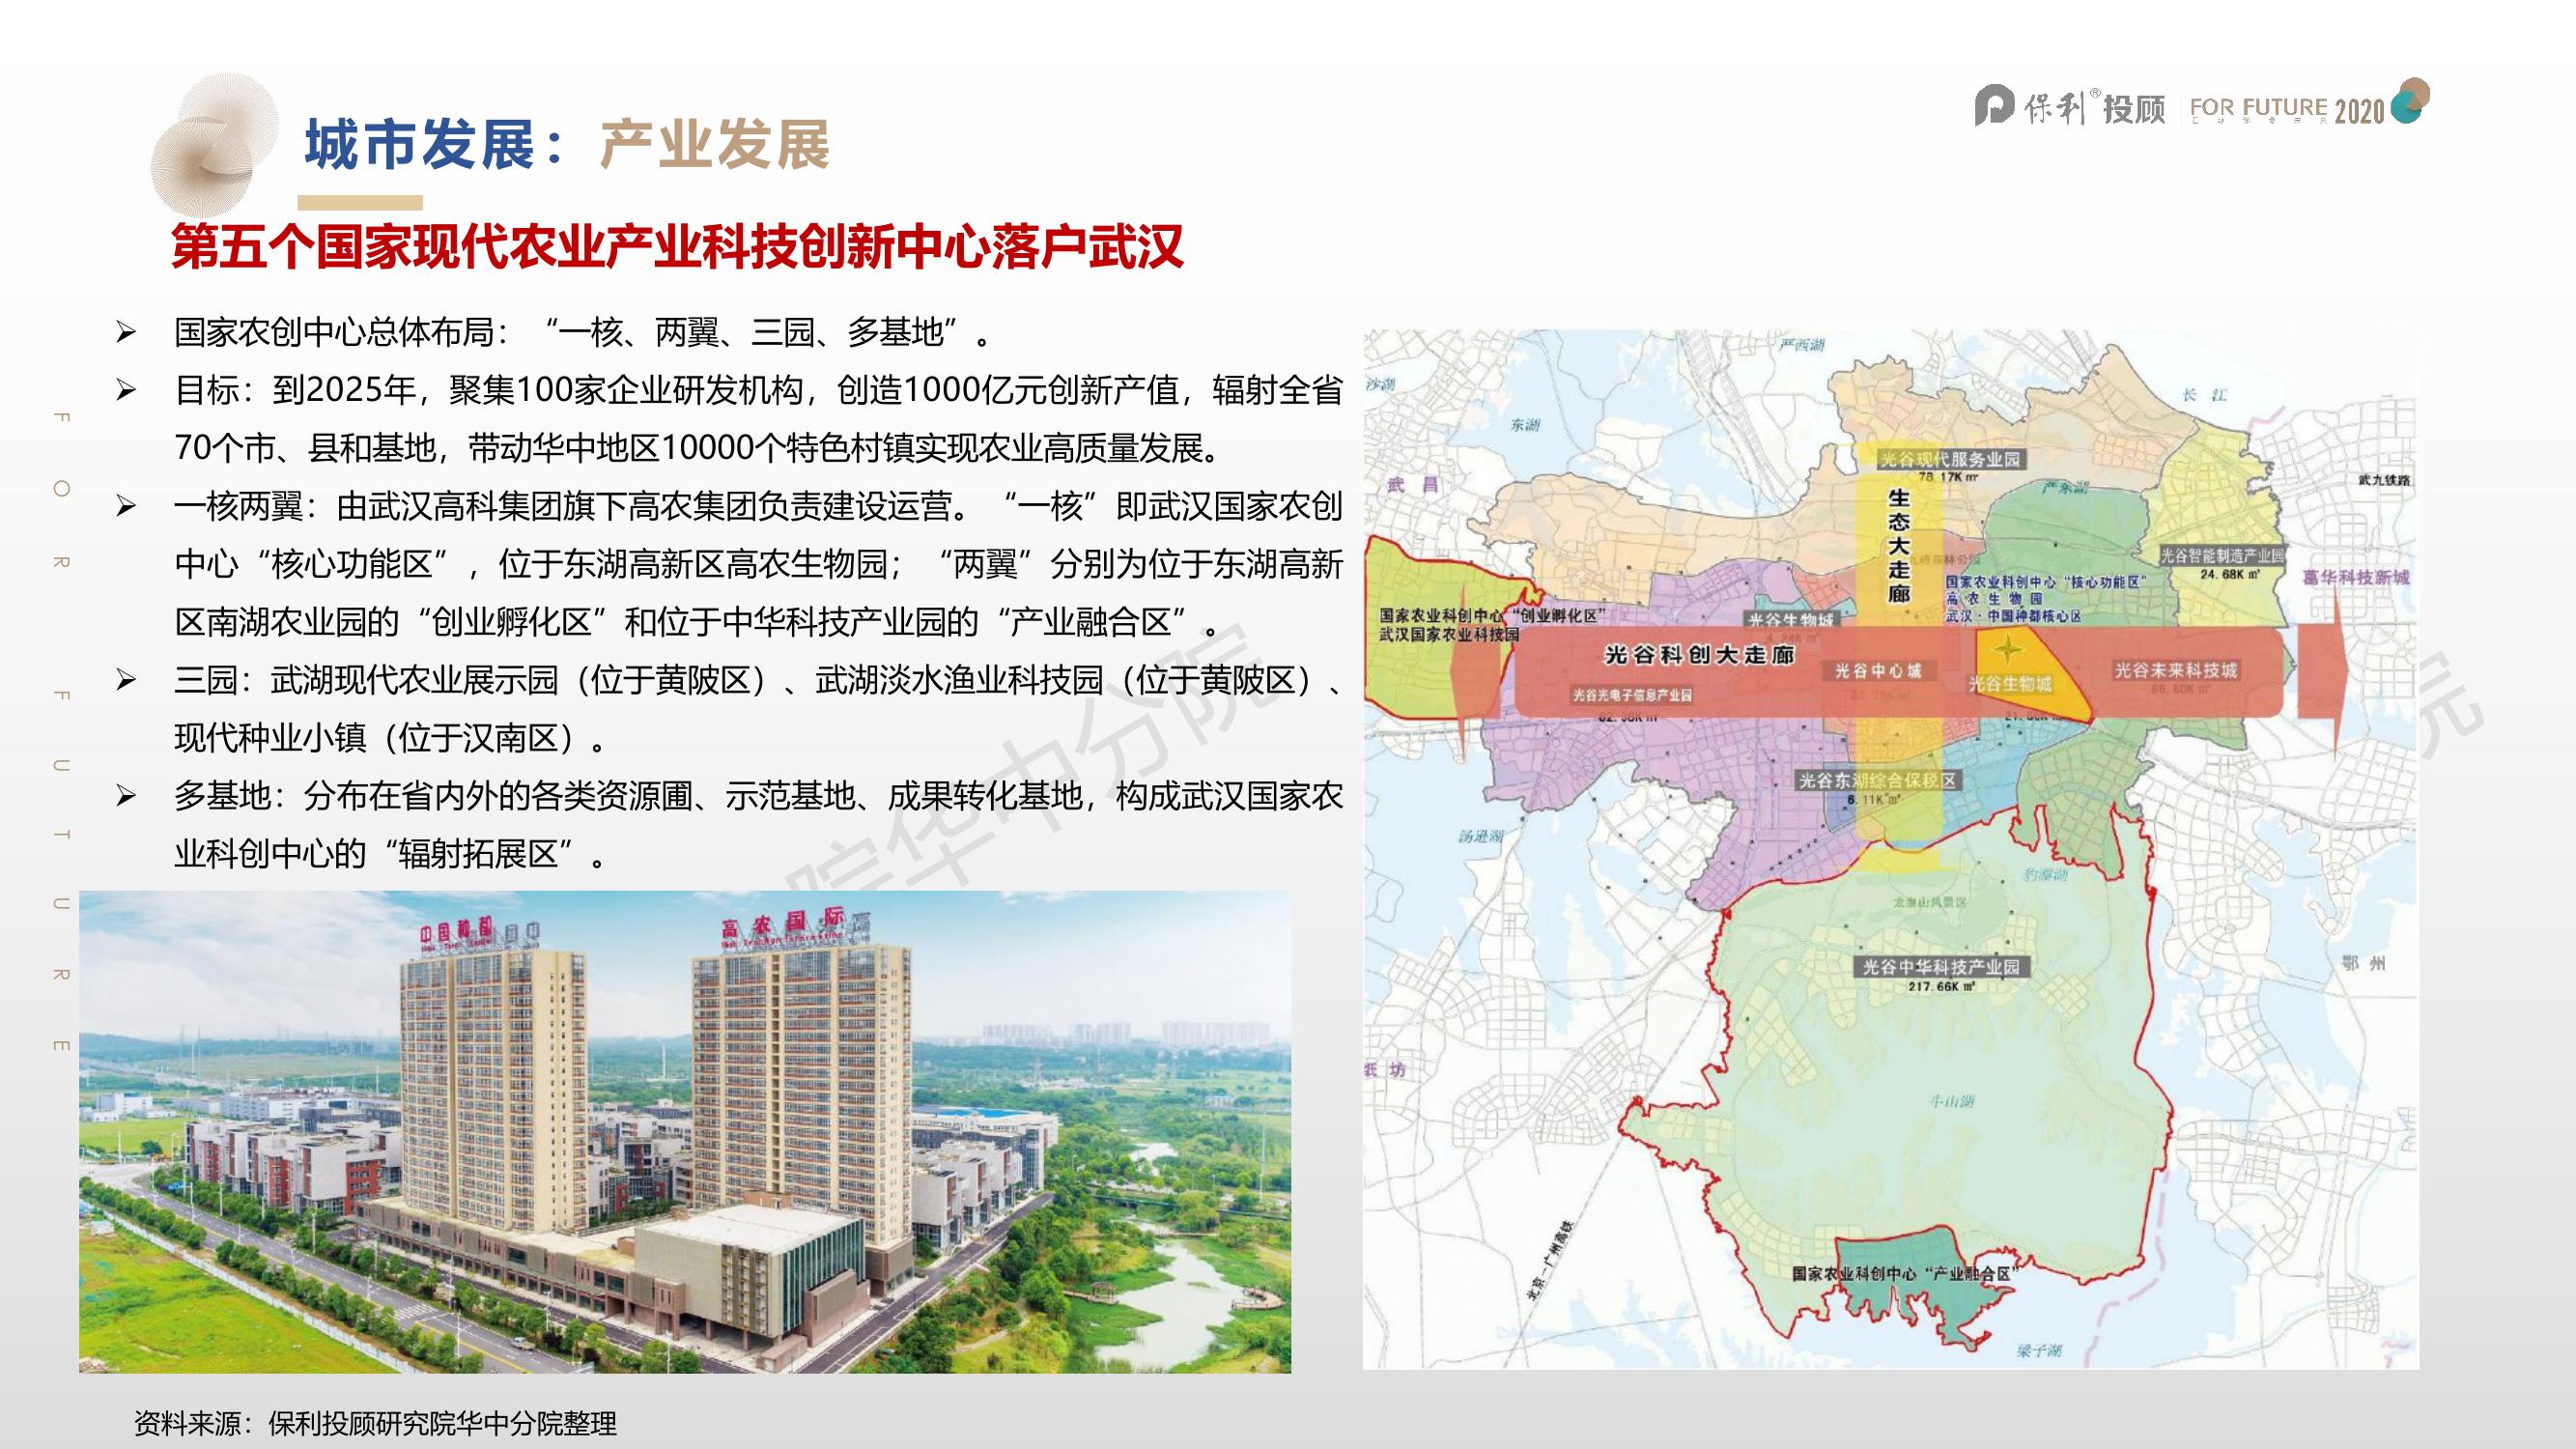 城市发展：产业发展
保利®投顾 FOR FUTURE 2020
第五个国家现代农业产业科技创新中心落户武汉
国家农创中心总体布局：“一核、两翼、三园、多基地”。
目标：到2025年，聚集100家企业研发机构，创造1000亿元创新产值，辐射全省
70个市、县和基地，带动华中地区10000个特色村镇实现农业高质量发展。
一核两翼：由武汉高科集团旗下高农集团负责建设运营。“一核”即武汉国家农创
中心“核心功能区”，位于东湖高新区高农生物园；“两翼”分别为位于东湖高新
区南湖农业园的“创业孵化区”和位于中华科技产业园的“产业融合区”。
三园：武湖现代农业展示园（位于黄陂区）、武湖淡水渔业科技园（位于黄陂区）、
现代种业小镇（位于汉南区）。
多基地：分布在省内外的各类资源圃、示范基地、成果转化基地，构成武汉国家农
业科创中心的“辐射拓展区”。
FOR FUTURE
院华中分院
院
中国种都
高农国际
严西湖
沙湖
长 江
东湖
光谷现代服务业园
78.17K㎡
武 昌
严东湖
武九铁路
生态大走廊
光谷智能制造产业园
24.68K㎡
葛华科技新城
国家农业科创中心“核心功能区”
高 农 生 物 园
武汉·中国种都核心区
国家农业科创中心“创业孵化区”
武汉国家农业科技园
光谷生物城
光谷科创大走廊
光谷中心城
光谷生物城
光谷未来科技城
光谷光电子信息产业园
光谷东湖综合保税区
6.11K㎡
汤逊湖
豹澥湖
龙泉山风景区
光谷中华科技产业园
217.66K㎡
鄂 州
纸 坊
牛山湖
北京—广州高铁
国家农业科创中心“产业融合区”
梁子湖
资料来源：保利投顾研究院华中分院整理